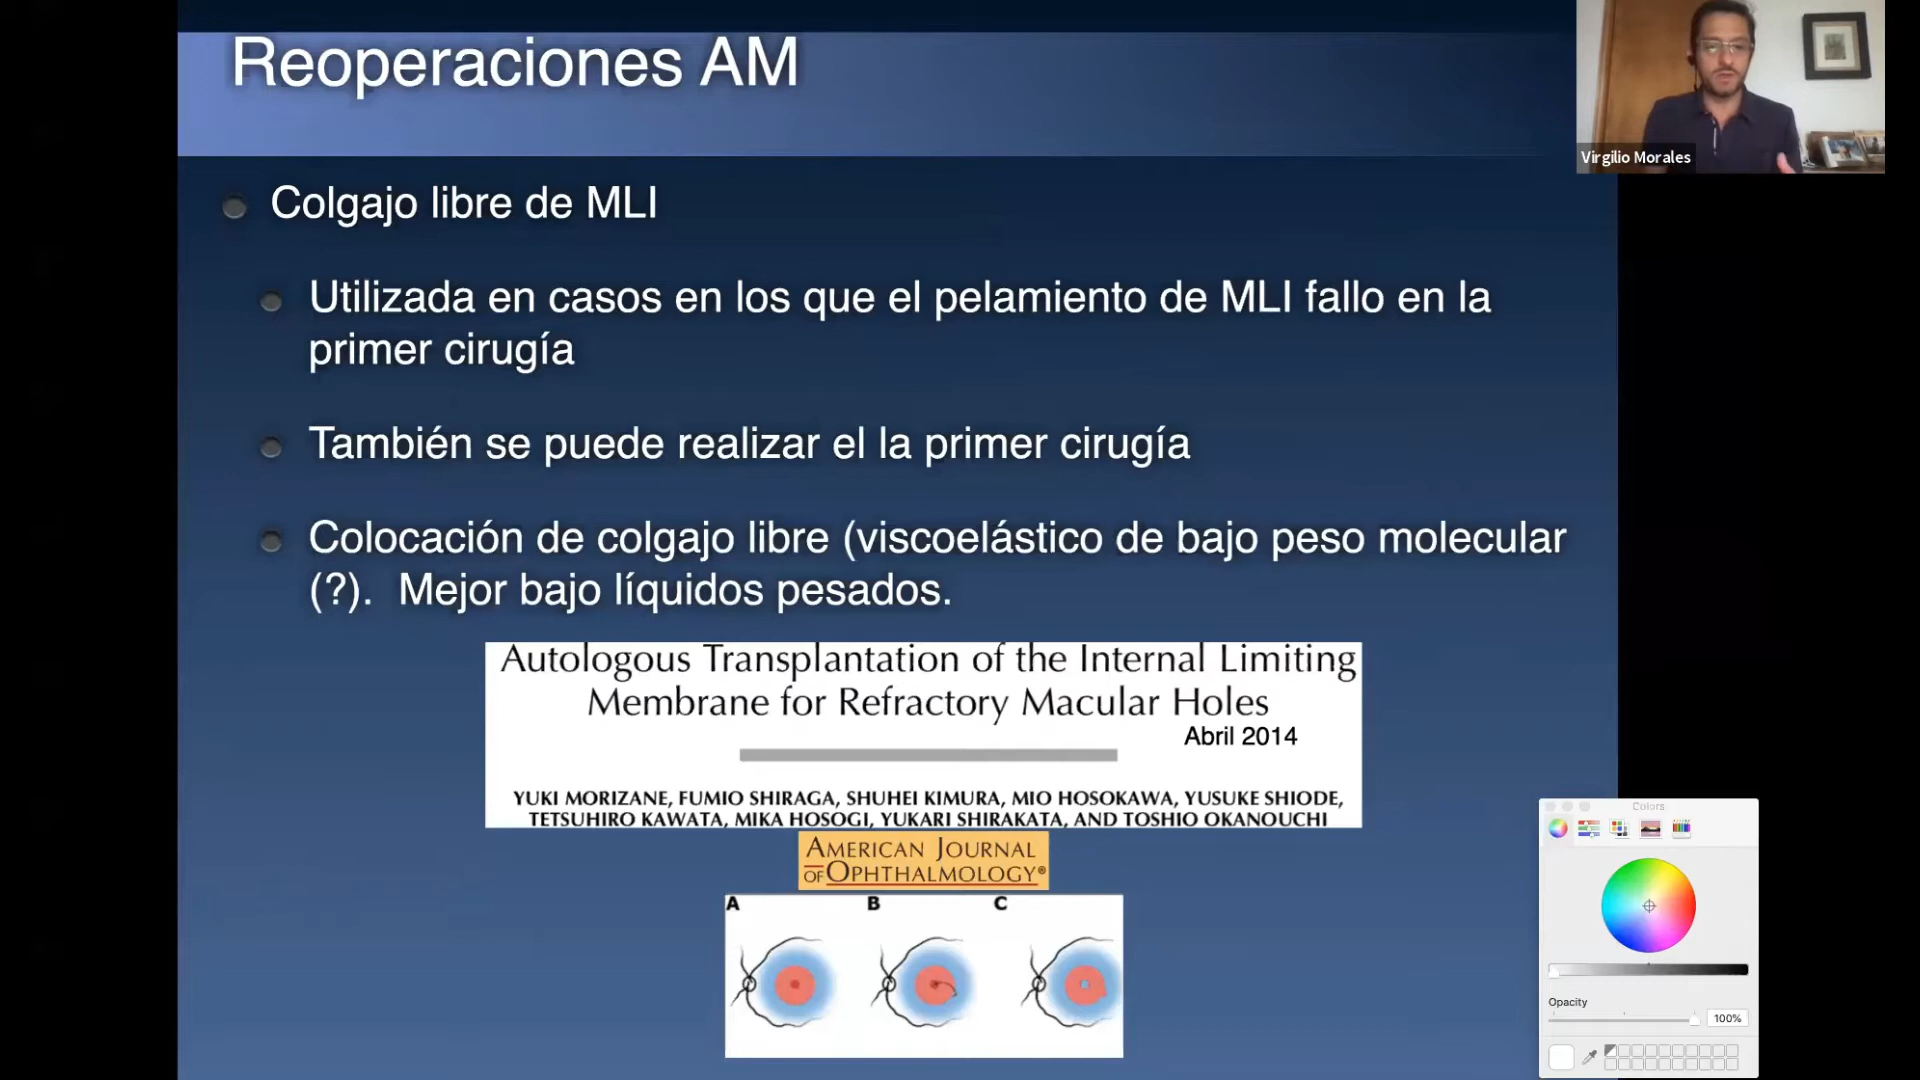 Reoperaciones AM
Virgilio Morales
Colgajo libre de MLI
Utilizada en casos en los que el pelamiento de MLI fallo en la
primer cirugía
También se puede realizar el la primer cirugía
Colocación de colgajo libre (viscoelástico de bajo peso molecular
(?). Mejor bajo líquidos pesados.
Autologous Transplantation of the Internal Limiting
Membrane for Refractory Macular Holes
Abril 2014
YUKI MORIZANE, FUMIO SHIRAGA, SHUHEI KIMURA, MIO HOSOKAWA, YUSUKE SHIODE,
TETSUHIRO KAWATA, MIKA HOSOGI, YUKARI SHIRAKATA, AND TOSHIO OKANOUCHI
AMERICAN JOURNAL
OF OPHTHALMOLOGY®
A B C
Colors
Opacity
100%